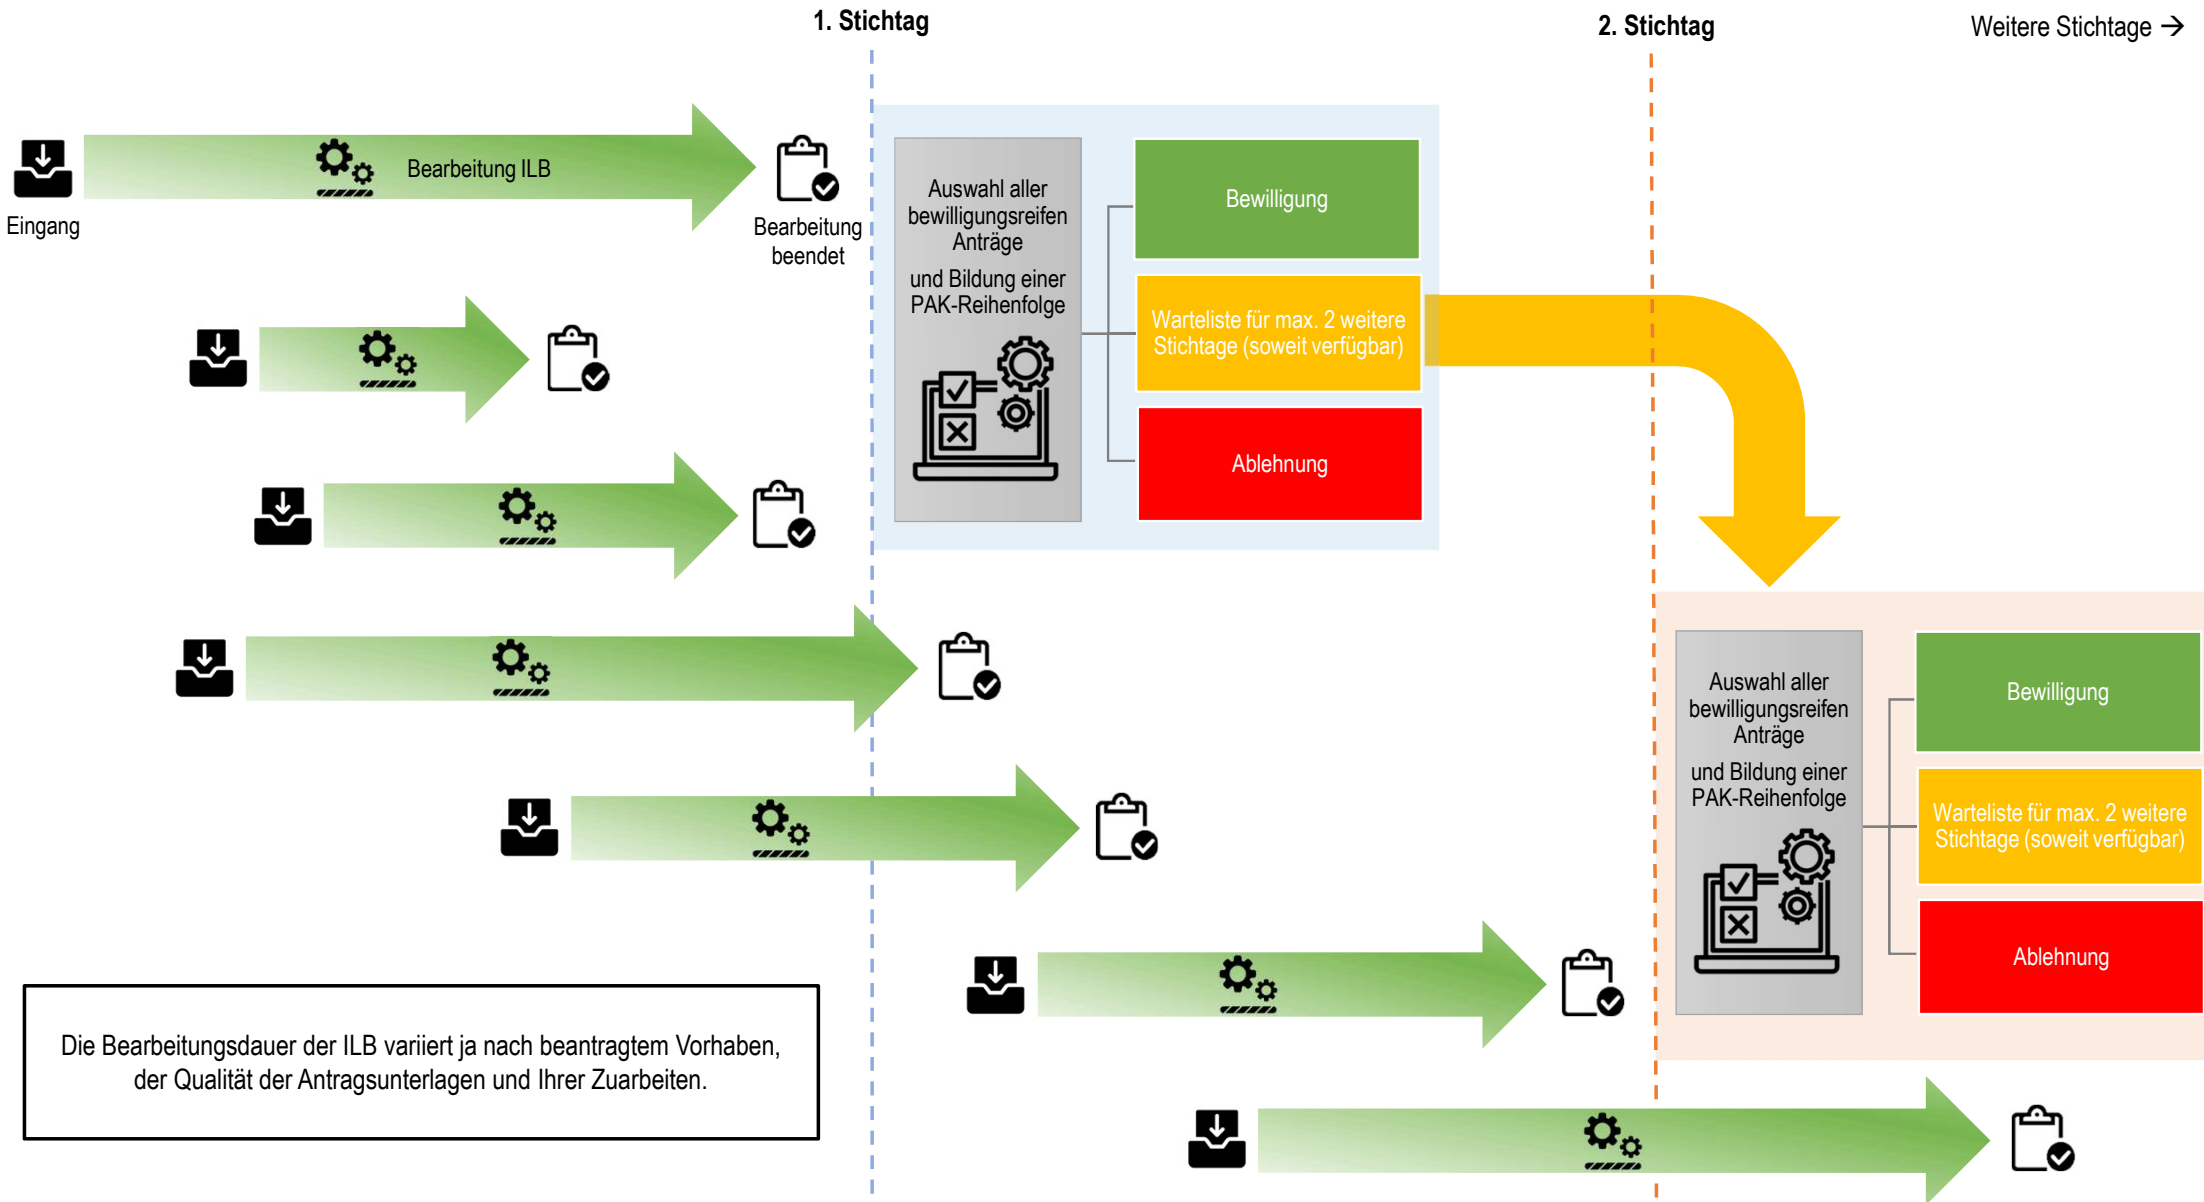 1. Stichtag
2. Stichtag
Weitere Stichtage →
Eingang
Bearbeitung ILB
Bearbeitung
beendet
Auswahl aller
bewilligungsreifen
Anträge
und Bildung einer
PAK-Reihenfolge
Bewilligung
Warteliste für max. 2 weitere
Stichtage (soweit verfügbar)
Ablehnung
Auswahl aller
bewilligungsreifen
Anträge
und Bildung einer
PAK-Reihenfolge
Bewilligung
Warteliste für max. 2 weitere
Stichtage (soweit verfügbar)
Ablehnung
Die Bearbeitungsdauer der ILB variiert ja nach beantragtem Vorhaben,
der Qualität der Antragsunterlagen und Ihrer Zuarbeiten.